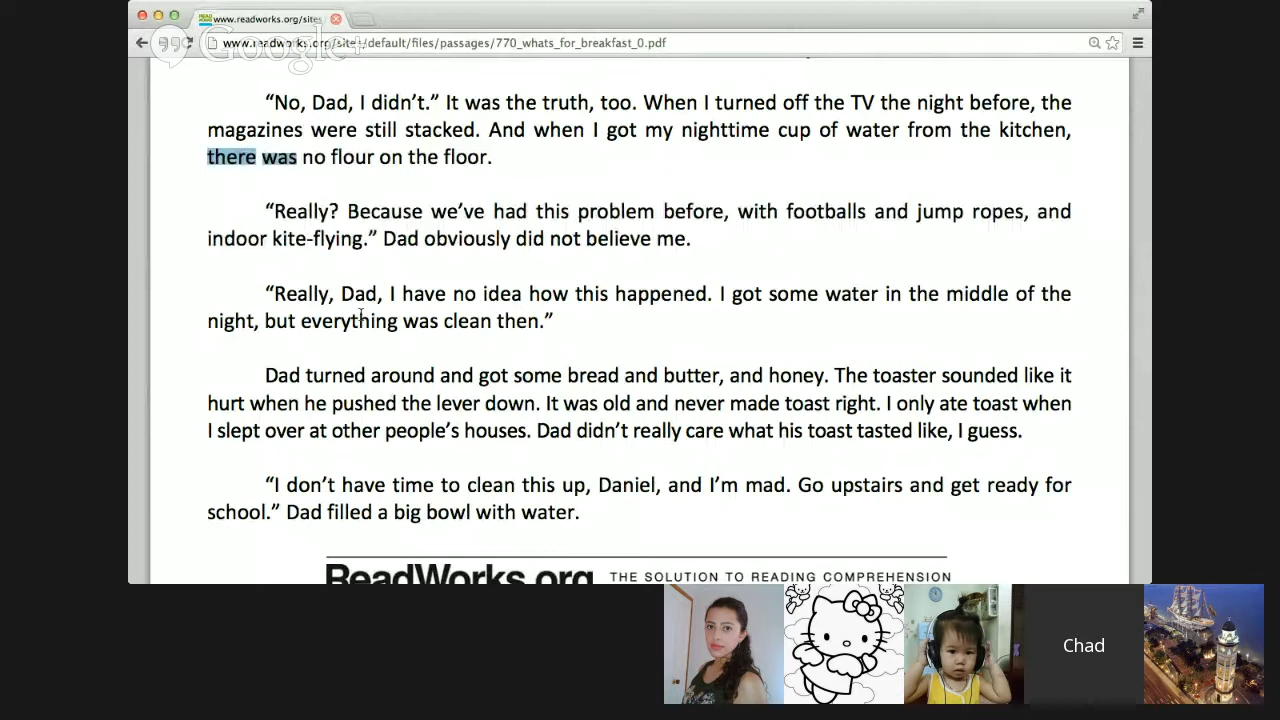 www.readworks.org/sites
Google+
www.readworks.org/sites/default/files/passages/770_whats_for_breakfast_0.pdf
“No, Dad, I didn’t.” It was the truth, too. When I turned off the TV the night before, the
magazines were still stacked. And when I got my nighttime cup of water from the kitchen,
there was no flour on the floor.
“Really? Because we’ve had this problem before, with footballs and jump ropes, and
indoor kite-flying.” Dad obviously did not believe me.
“Really, Dad, I have no idea how this happened. I got some water in the middle of the
night, but everything was clean then.”
Dad turned around and got some bread and butter, and honey. The toaster sounded like it
hurt when he pushed the lever down. It was old and never made toast right. I only ate toast when
I slept over at other people’s houses. Dad didn’t really care what his toast tasted like, I guess.
“I don’t have time to clean this up, Daniel, and I’m mad. Go upstairs and get ready for
school.” Dad filled a big bowl with water.
ReadWorks.org THE SOLUTION TO READING COMPREHENSION
Chad